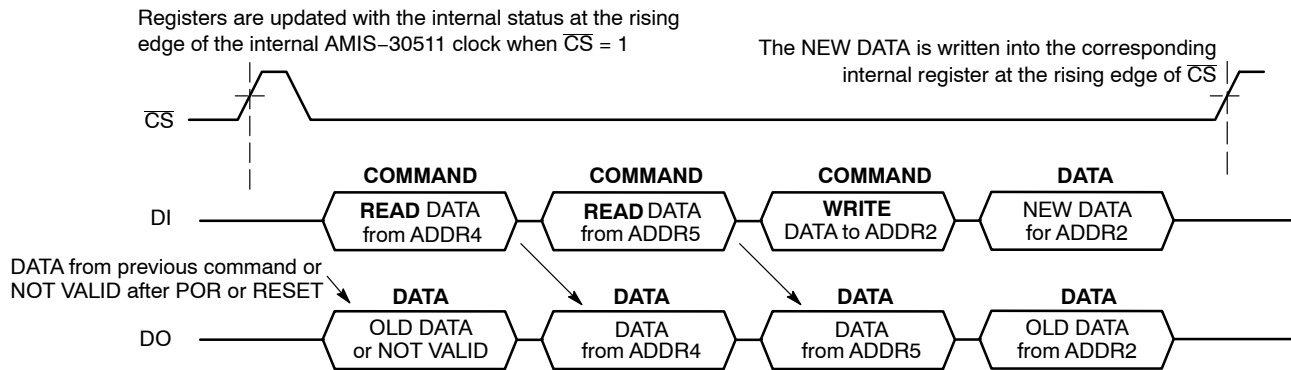 Registers are updated with the internal status at the rising
edge of the internal AMIS−30511 clock when C̅S̅ = 1
The NEW DATA is written into the corresponding
internal register at the rising edge of C̅S̅
C̅S̅
COMMAND COMMAND COMMAND DATA
DI
READ DATA
from ADDR4
READ DATA
from ADDR5
WRITE
DATA to ADDR2
NEW DATA
for ADDR2
DATA from previous command or
NOT VALID after POR or RESET
DATA DATA DATA DATA
DO
OLD DATA
or NOT VALID
DATA
from ADDR4
DATA
from ADDR5
OLD DATA
from ADDR2